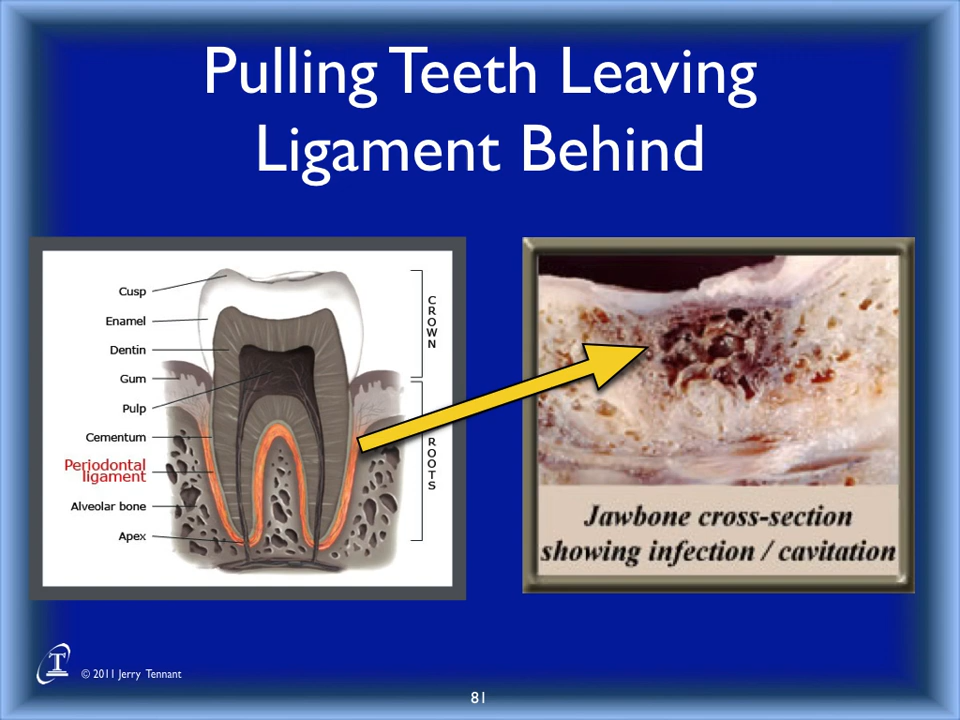 Pulling Teeth Leaving
Ligament Behind
Cusp
Enamel
Dentin
Gum
Pulp
Cementum
Periodontal
ligament
Alveolar bone
Apex
CROWN
ROOTS
Jawbone cross-section
showing infection / cavitation
T
© 2011 Jerry Tennant
81